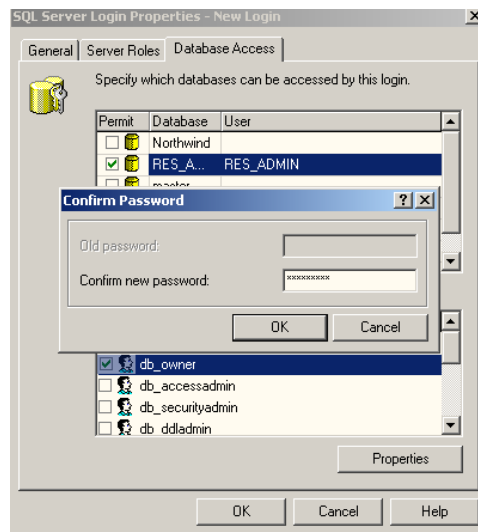 SQL Server Login Properties - New Login
General Server Roles Database Access
Specify which databases can be accessed by this login.
Permit Database User
Northwind
RES_A... RES_ADMIN
master
Confirm Password
Old password:
Confirm new password: *********
OK Cancel
db_owner
db_accessadmin
db_securityadmin
db_ddladmin
Properties
OK Cancel Help